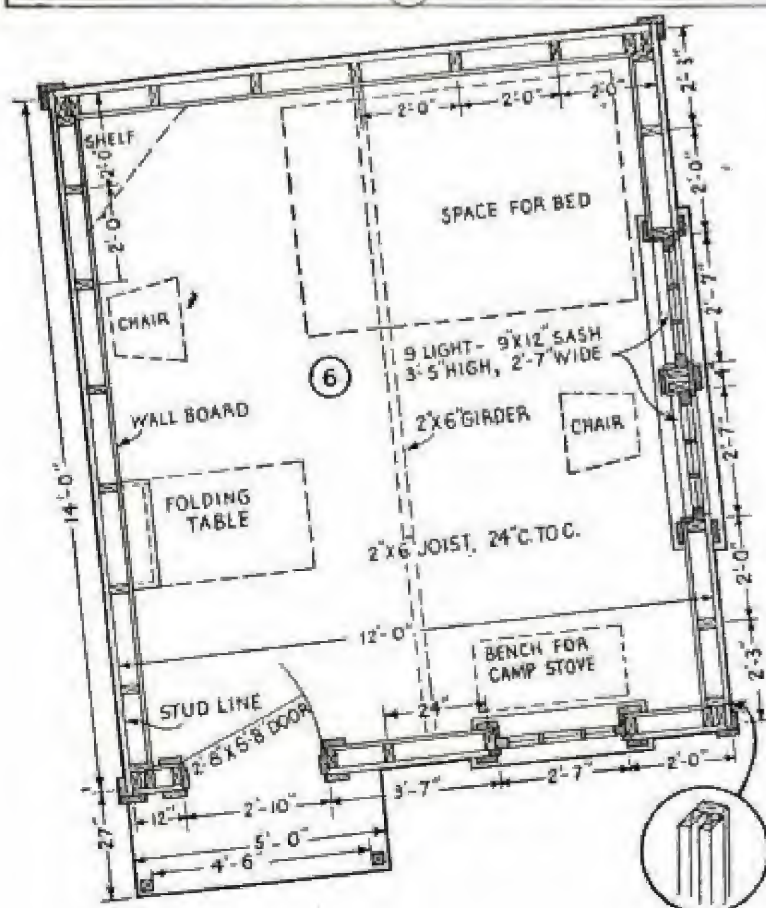 2'-0"
2'-0"
2'-0"
2'-3"
SHELF
2'-0"
2'-0"
SPACE FOR BED
2'-0"
2'-7"
CHAIR
9 LIGHT - 9"X12" SASH
3'-5" HIGH, 2'-7" WIDE
6
4"
WALL BOARD
2"X6" GIRDER
CHAIR
2'-7"
14'-0"
FOLDING
TABLE
2"X6" JOIST, 24" C. TO C.
2'-0"
12'-0"
BENCH FOR
CAMP STOVE
2'-3"
STUD LINE
24"
2'-8"X5'-8" DOOR
12"
2'-10"
3'-7"
2'-7"
2'-0"
27"
5'-0"
4'-6"